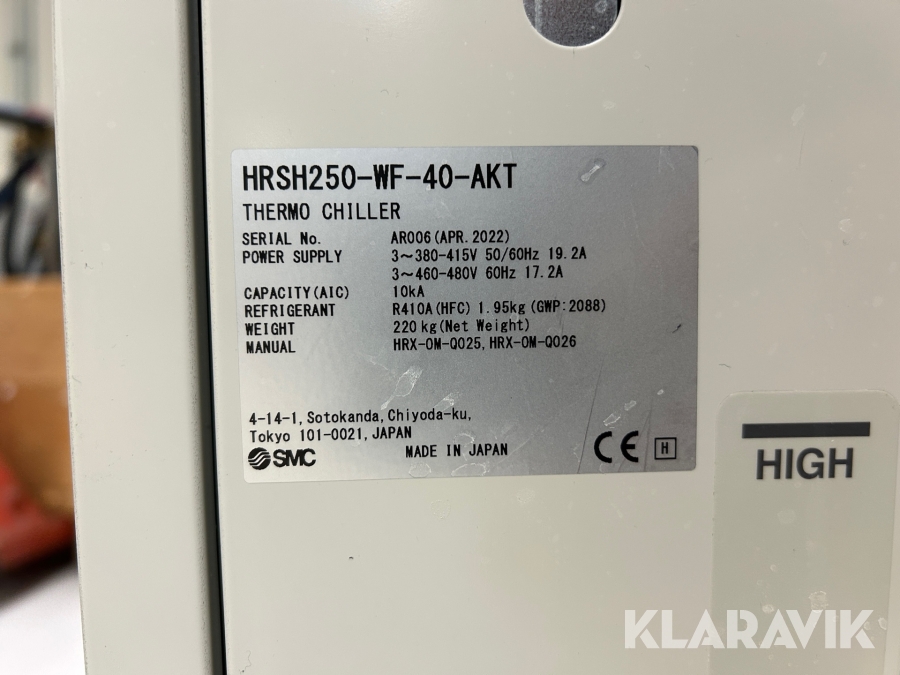 HRSH250-WF-40-AKT
THERMO CHILLER
SERIAL No. AR006(APR.2022)
POWER SUPPLY 3~380-415V 50/60Hz 19.2A
3~460-480V 60Hz 17.2A
CAPACITY(AIC) 10kA
REFRIGERANT R410A(HFC) 1.95kg(GWP:2088)
WEIGHT 220kg(Net Weight)
MANUAL HRX-OM-Q025,HRX-OM-Q026
4-14-1, Sotokanda, Chiyoda-ku,
Tokyo 101-0021, JAPAN
SMC MADE IN JAPAN CE H
HIGH
KLARAVIK